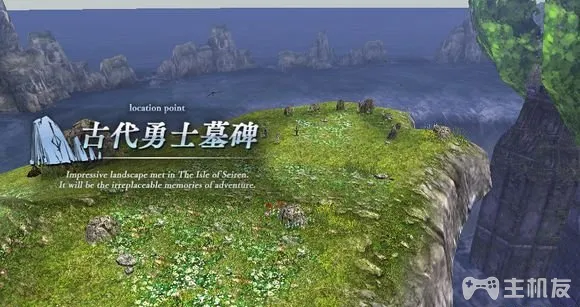 location point
古代勇士墓碑
Impressive landscape met in The Isle of Seiren.
It will be the irreplaceable memories of adventure.
主机友